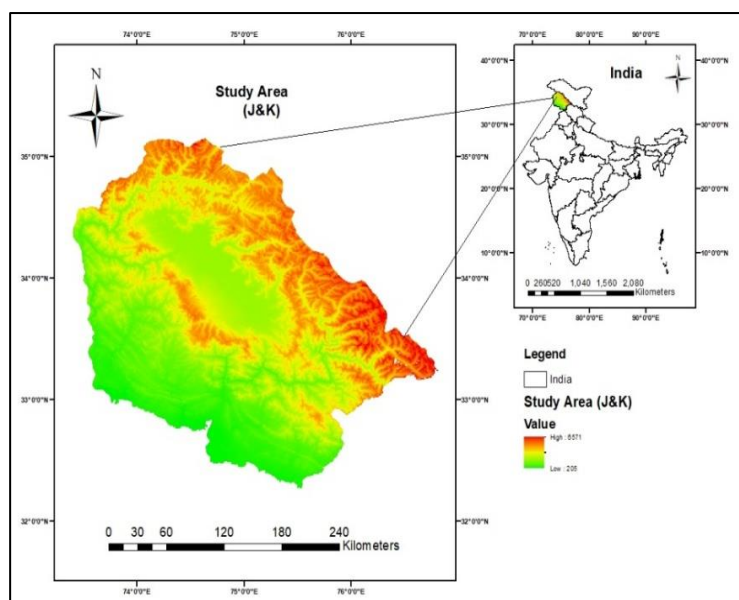 74°0'0"E 75°0'0"E 76°0'0"E
N
Study Area
(J&K)
35°0'0"N
34°0'0"N
33°0'0"N
32°0'0"N
35°0'0"N
34°0'0"N
33°0'0"N
32°0'0"N
0 30 60 120 180 240
Kilometers
74°0'0"E 75°0'0"E 76°0'0"E
70°0'0"E 80°0'0"E 90°0'0"E
India
N
40°0'0"N
30°0'0"N
20°0'0"N
10°0'0"N
40°0'0"N
30°0'0"N
20°0'0"N
10°0'0"N
0 260520 1,040 1,560 2,080
Kilometers
70°0'0"E 80°0'0"E 90°0'0"E
Legend
India
Study Area (J&K)
Value
High :
Low :